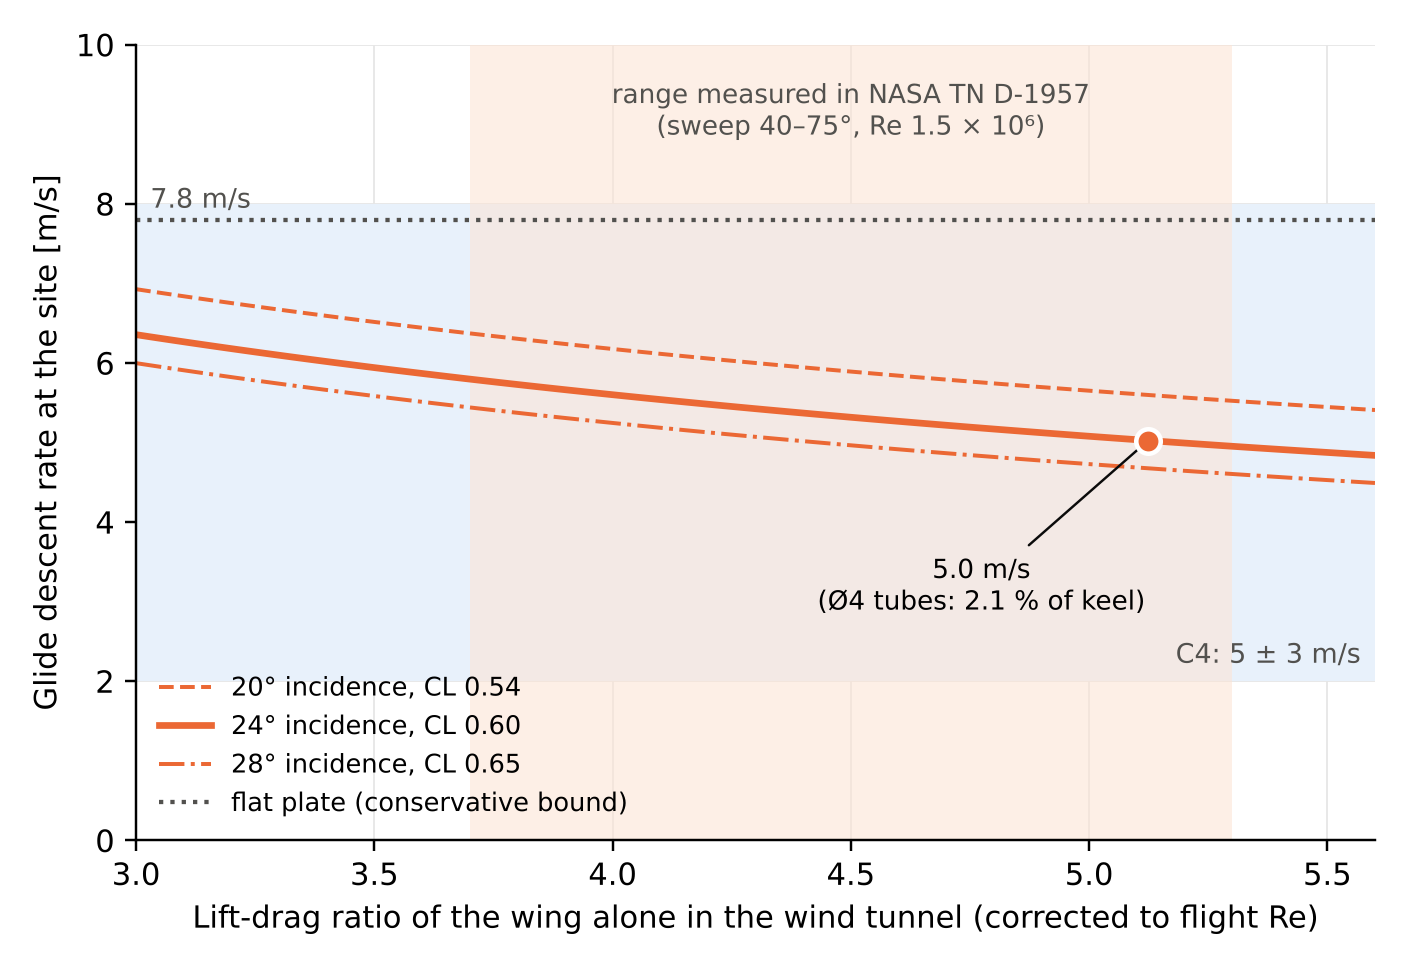 10
8
6
4
2
0
Glide descent rate at the site [m/s]
range measured in NASA TN D-1957
(sweep 40–75°, Re 1.5 × 10⁶)
7.8 m/s
5.0 m/s
(Ø4 tubes: 2.1 % of keel)
C4: 5 ± 3 m/s
20° incidence, CL 0.54
24° incidence, CL 0.60
28° incidence, CL 0.65
flat plate (conservative bound)
3.0 3.5 4.0 4.5 5.0 5.5
Lift-drag ratio of the wing alone in the wind tunnel (corrected to flight Re)